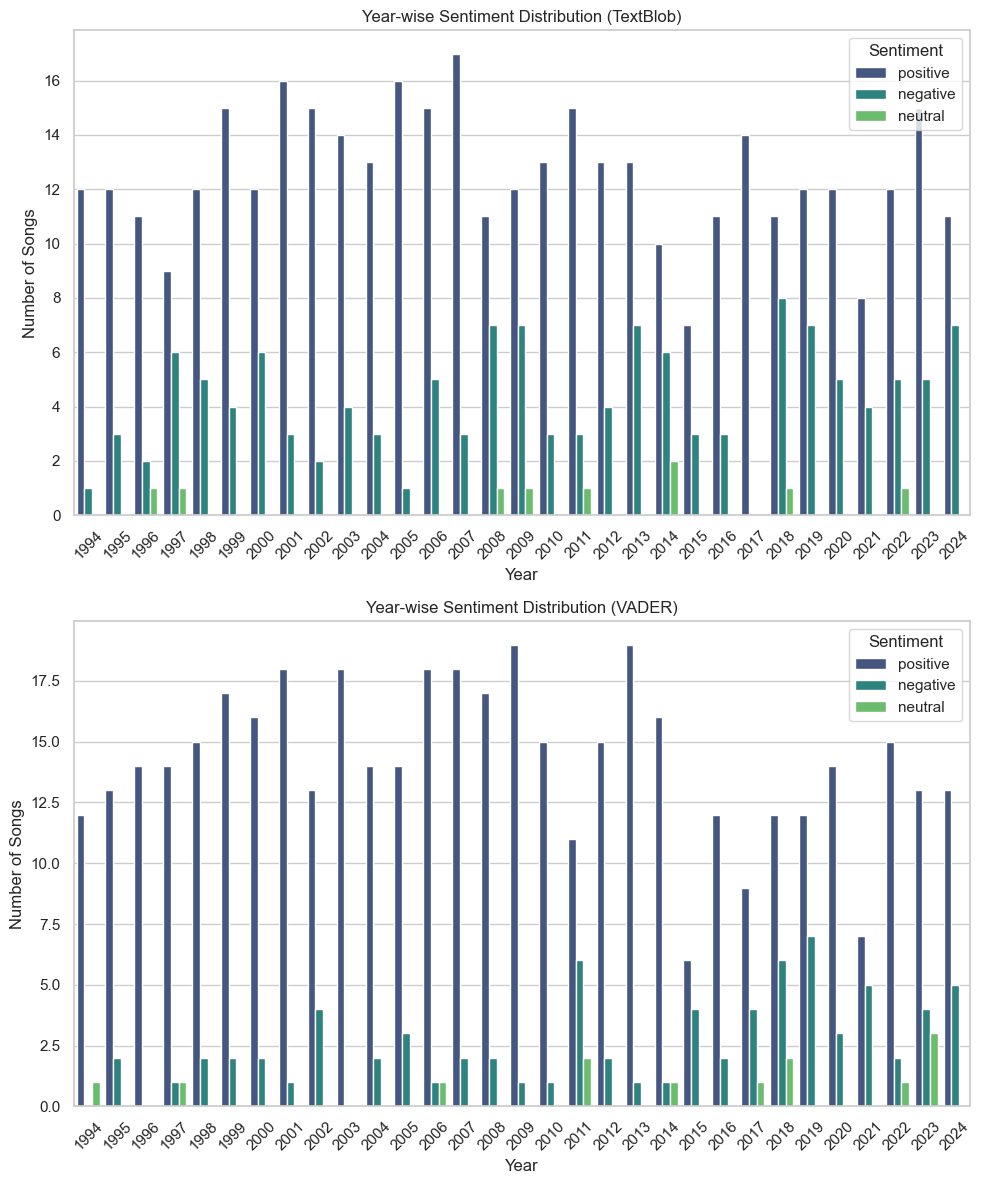 Year-wise Sentiment Distribution (TextBlob)
Sentiment
positive
negative
neutral
16
14
12
10
8
6
4
2
0
Number of Songs
1994 1995 1996 1997 1998 1999 2000 2001 2002 2003 2004 2005 2006 2007 2008 2009 2010 2011 2012 2013 2014 2015 2016 2017 2018 2019 2020 2021 2022 2023 2024
Year
Year-wise Sentiment Distribution (VADER)
Sentiment
positive
negative
neutral
17.5
15.0
12.5
10.0
7.5
5.0
2.5
0.0
Number of Songs
1994 1995 1996 1997 1998 1999 2000 2001 2002 2003 2004 2005 2006 2007 2008 2009 2010 2011 2012 2013 2014 2015 2016 2017 2018 2019 2020 2021 2022 2023 2024
Year